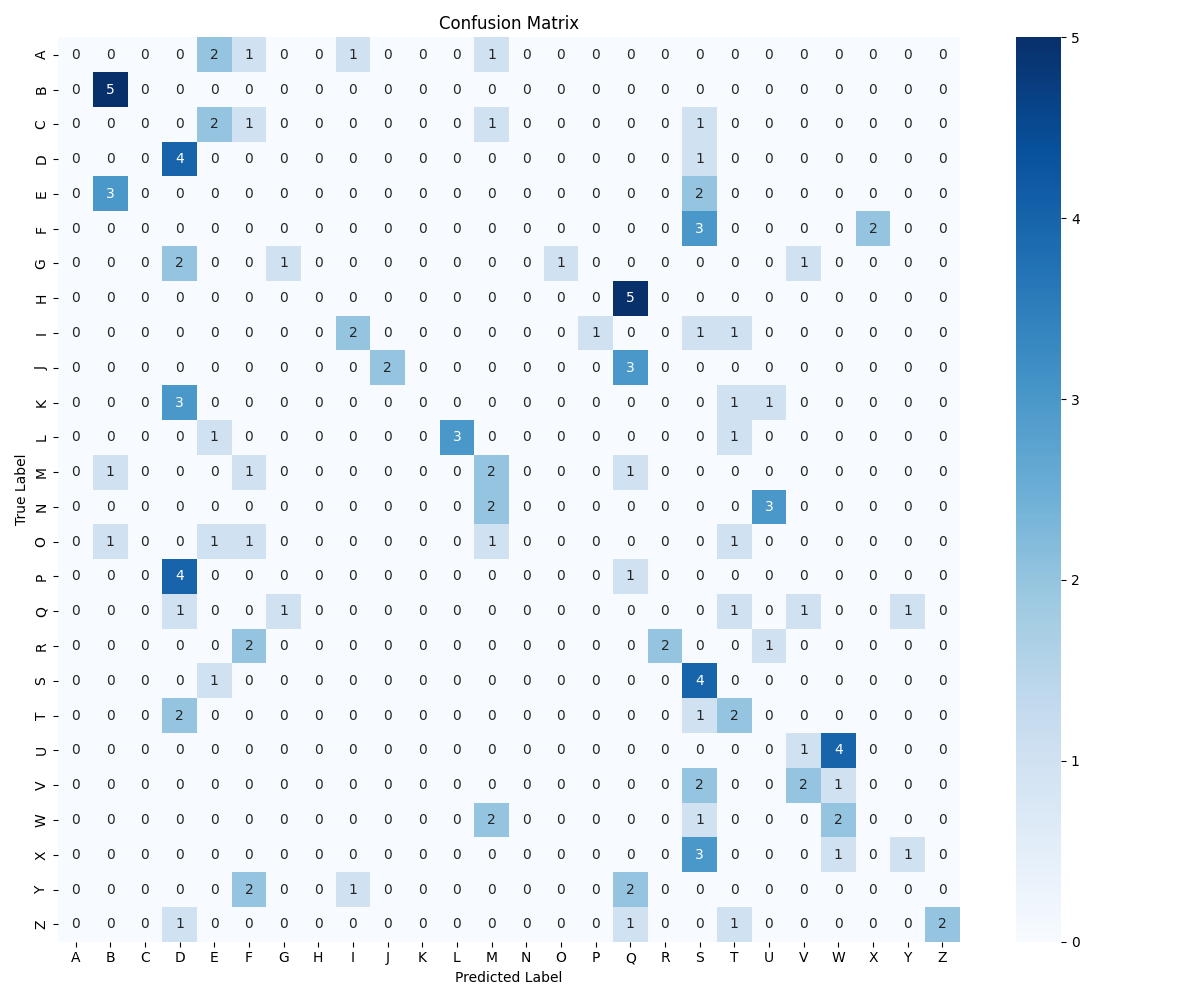 Confusion Matrix
A 0 0 0 0 2 1 0 0 1 0 0 0 1 0 0 0 0 0 0 0 0 0 0 0 0 0 5
B 0 5 0 0 0 0 0 0 0 0 0 0 0 0 0 0 0 0 0 0 0 0 0 0 0 0
C 0 0 0 0 2 1 0 0 0 0 0 0 1 0 0 0 0 0 1 0 0 0 0 0 0 0
D 0 0 0 4 0 0 0 0 0 0 0 0 0 0 0 0 0 0 1 0 0 0 0 0 0 0
E 0 3 0 0 0 0 0 0 0 0 0 0 0 0 0 0 0 0 2 0 0 0 0 0 0 0
4
F 0 0 0 0 0 0 0 0 0 0 0 0 0 0 0 0 0 0 3 0 0 0 0 2 0 0
G 0 0 0 2 0 0 1 0 0 0 0 0 0 0 1 0 0 0 0 0 0 1 0 0 0 0
H 0 0 0 0 0 0 0 0 0 0 0 0 0 0 0 0 5 0 0 0 0 0 0 0 0 0
I 0 0 0 0 0 0 0 0 2 0 0 0 0 0 0 1 0 0 1 1 0 0 0 0 0 0
J 0 0 0 0 0 0 0 0 0 2 0 0 0 0 0 0 3 0 0 0 0 0 0 0 0 0
K 0 0 0 3 0 0 0 0 0 0 0 0 0 0 0 0 0 0 0 1 1 0 0 0 0 0
3
L 0 0 0 0 1 0 0 0 0 0 0 3 0 0 0 0 0 0 0 1 0 0 0 0 0 0
M 0 1 0 0 0 1 0 0 0 0 0 0 2 0 0 0 1 0 0 0 0 0 0 0 0 0
True Label
N 0 0 0 0 0 0 0 0 0 0 0 0 2 0 0 0 0 0 0 0 3 0 0 0 0 0
O 0 1 0 0 1 1 0 0 0 0 0 0 1 0 0 0 0 0 0 1 0 0 0 0 0 0
P 0 0 0 4 0 0 0 0 0 0 0 0 0 0 0 0 1 0 0 0 0 0 0 0 0 0
2
Q 0 0 0 1 0 0 1 0 0 0 0 0 0 0 0 0 0 0 0 1 0 1 0 0 1 0
R 0 0 0 0 0 2 0 0 0 0 0 0 0 0 0 0 0 2 0 0 1 0 0 0 0 0
S 0 0 0 0 1 0 0 0 0 0 0 0 0 0 0 0 0 0 4 0 0 0 0 0 0 0
T 0 0 0 2 0 0 0 0 0 0 0 0 0 0 0 0 0 0 1 2 0 0 0 0 0 0
U 0 0 0 0 0 0 0 0 0 0 0 0 0 0 0 0 0 0 0 0 0 1 4 0 0 0
1
V 0 0 0 0 0 0 0 0 0 0 0 0 0 0 0 0 0 0 2 0 0 2 1 0 0 0
W 0 0 0 0 0 0 0 0 0 0 0 0 2 0 0 0 0 0 1 0 0 0 2 0 0 0
X 0 0 0 0 0 0 0 0 0 0 0 0 0 0 0 0 0 0 3 0 0 0 1 0 1 0
Y 0 0 0 0 0 2 0 0 1 0 0 0 0 0 0 0 2 0 0 0 0 0 0 0 0 0
Z 0 0 0 1 0 0 0 0 0 0 0 0 0 0 0 0 1 0 0 1 0 0 0 0 0 2
0
A B C D E F G H I J K L M N O P Q R S T U V W X Y Z
Predicted Label